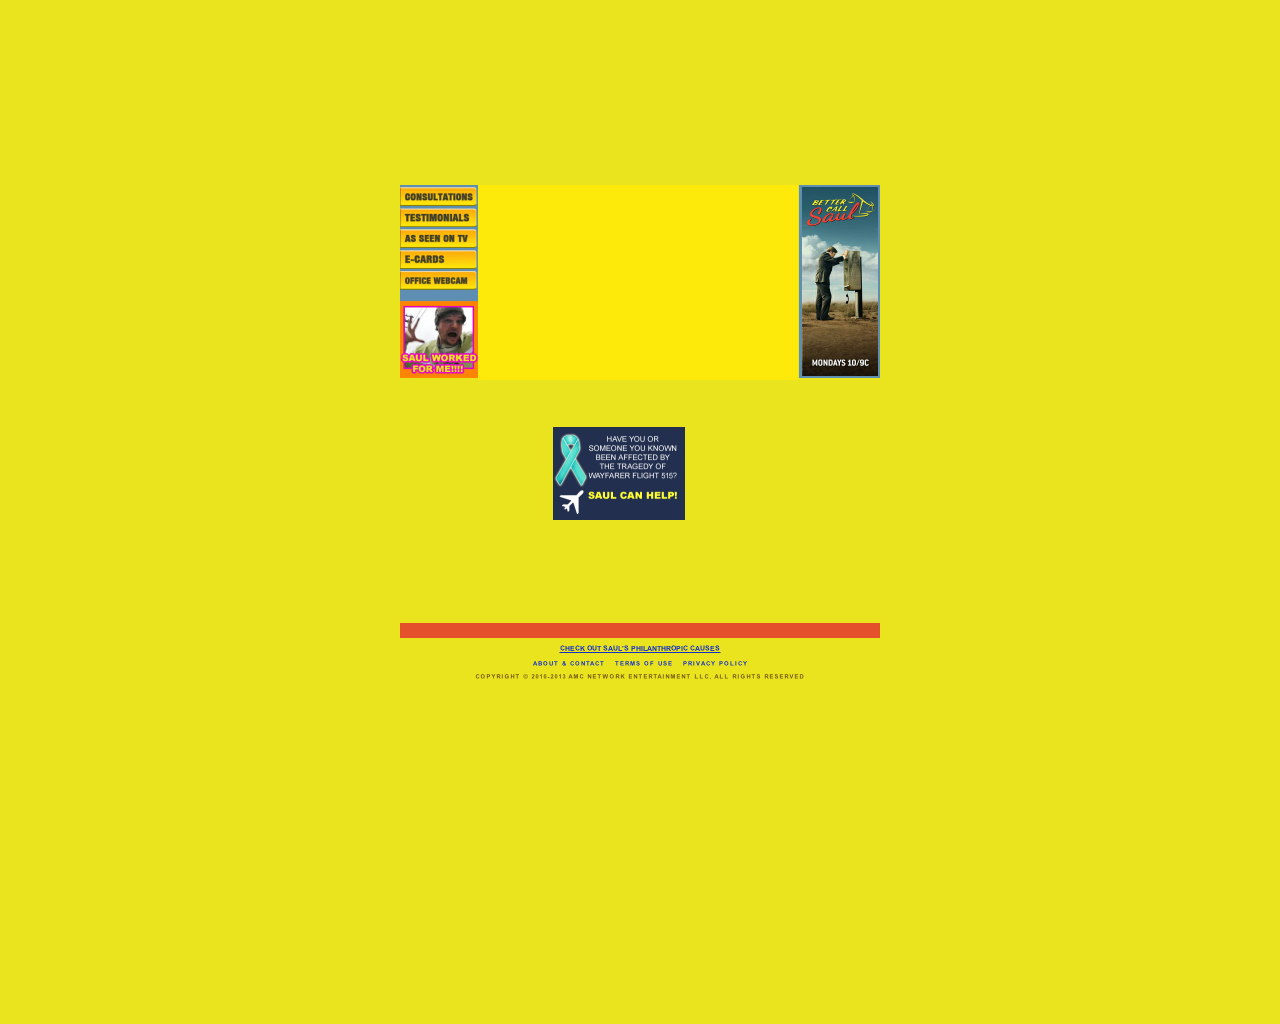 CONSULTATIONS
TESTIMONIALS
AS SEEN ON TV
E-CARDS
OFFICE WEBCAM
SAUL WORKED
FOR ME!!!!
BETTER
CALL
Saul
MONDAYS 10/9C
HAVE YOU OR
SOMEONE YOU KNOWN
BEEN AFFECTED BY
THE TRAGEDY OF
WAYFARER FLIGHT 515?
SAUL CAN HELP!
CHECK OUT SAUL'S PHILANTHROPIC CAUSES
ABOUT & CONTACT TERMS OF USE PRIVACY POLICY
COPYRIGHT © 2010-2013 AMC NETWORK ENTERTAINMENT LLC. ALL RIGHTS RESERVED